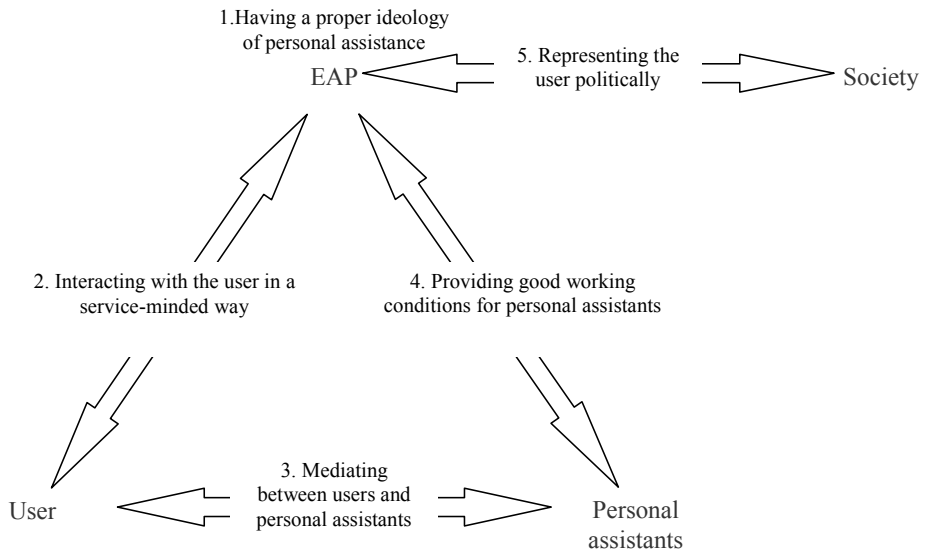 1.Having a proper ideology
of personal assistance
EAP
5. Representing the
user politically
Society
2. Interacting with the user in a
service-minded way
4. Providing good working
conditions for personal assistants
3. Mediating
between users and
personal assistants
User
Personal
assistants